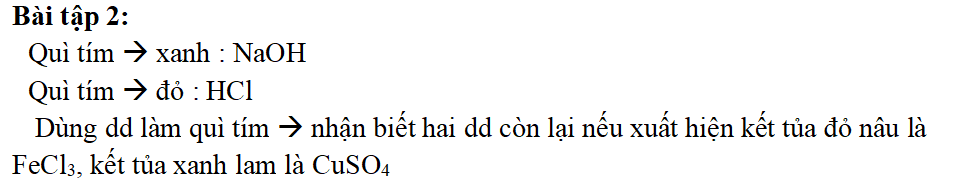 Bài tập 2:
Quì tím → xanh : NaOH
Quì tím → đỏ : HCl
Dùng dd làm quì tím → nhận biết hai dd còn lại nếu xuất hiện kết tủa đỏ nâu là
FeCl₃, kết tủa xanh lam là CuSO₄